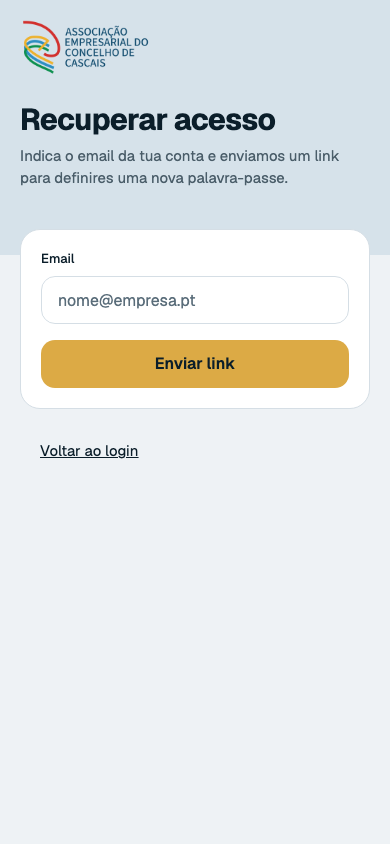 ASSOCIAÇÃO
EMPRESARIAL DO
CONCELHO DE
CASCAIS
Recuperar acesso
Indica o email da tua conta e enviamos um link
para definires uma nova palavra-passe.
Email
nome@empresa.pt
Enviar link
Voltar ao login